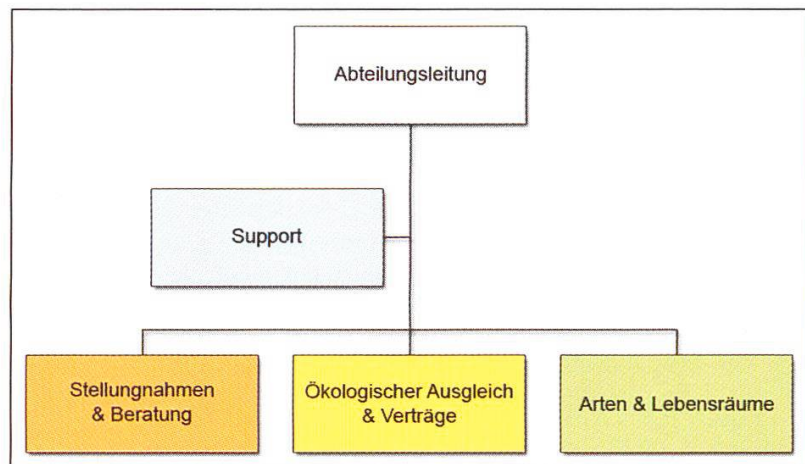 Abteilungsleitung
Support
Stellungnahmen
& Beratung
Ökologischer Ausgleich
& Verträge
Arten & Lebensräume